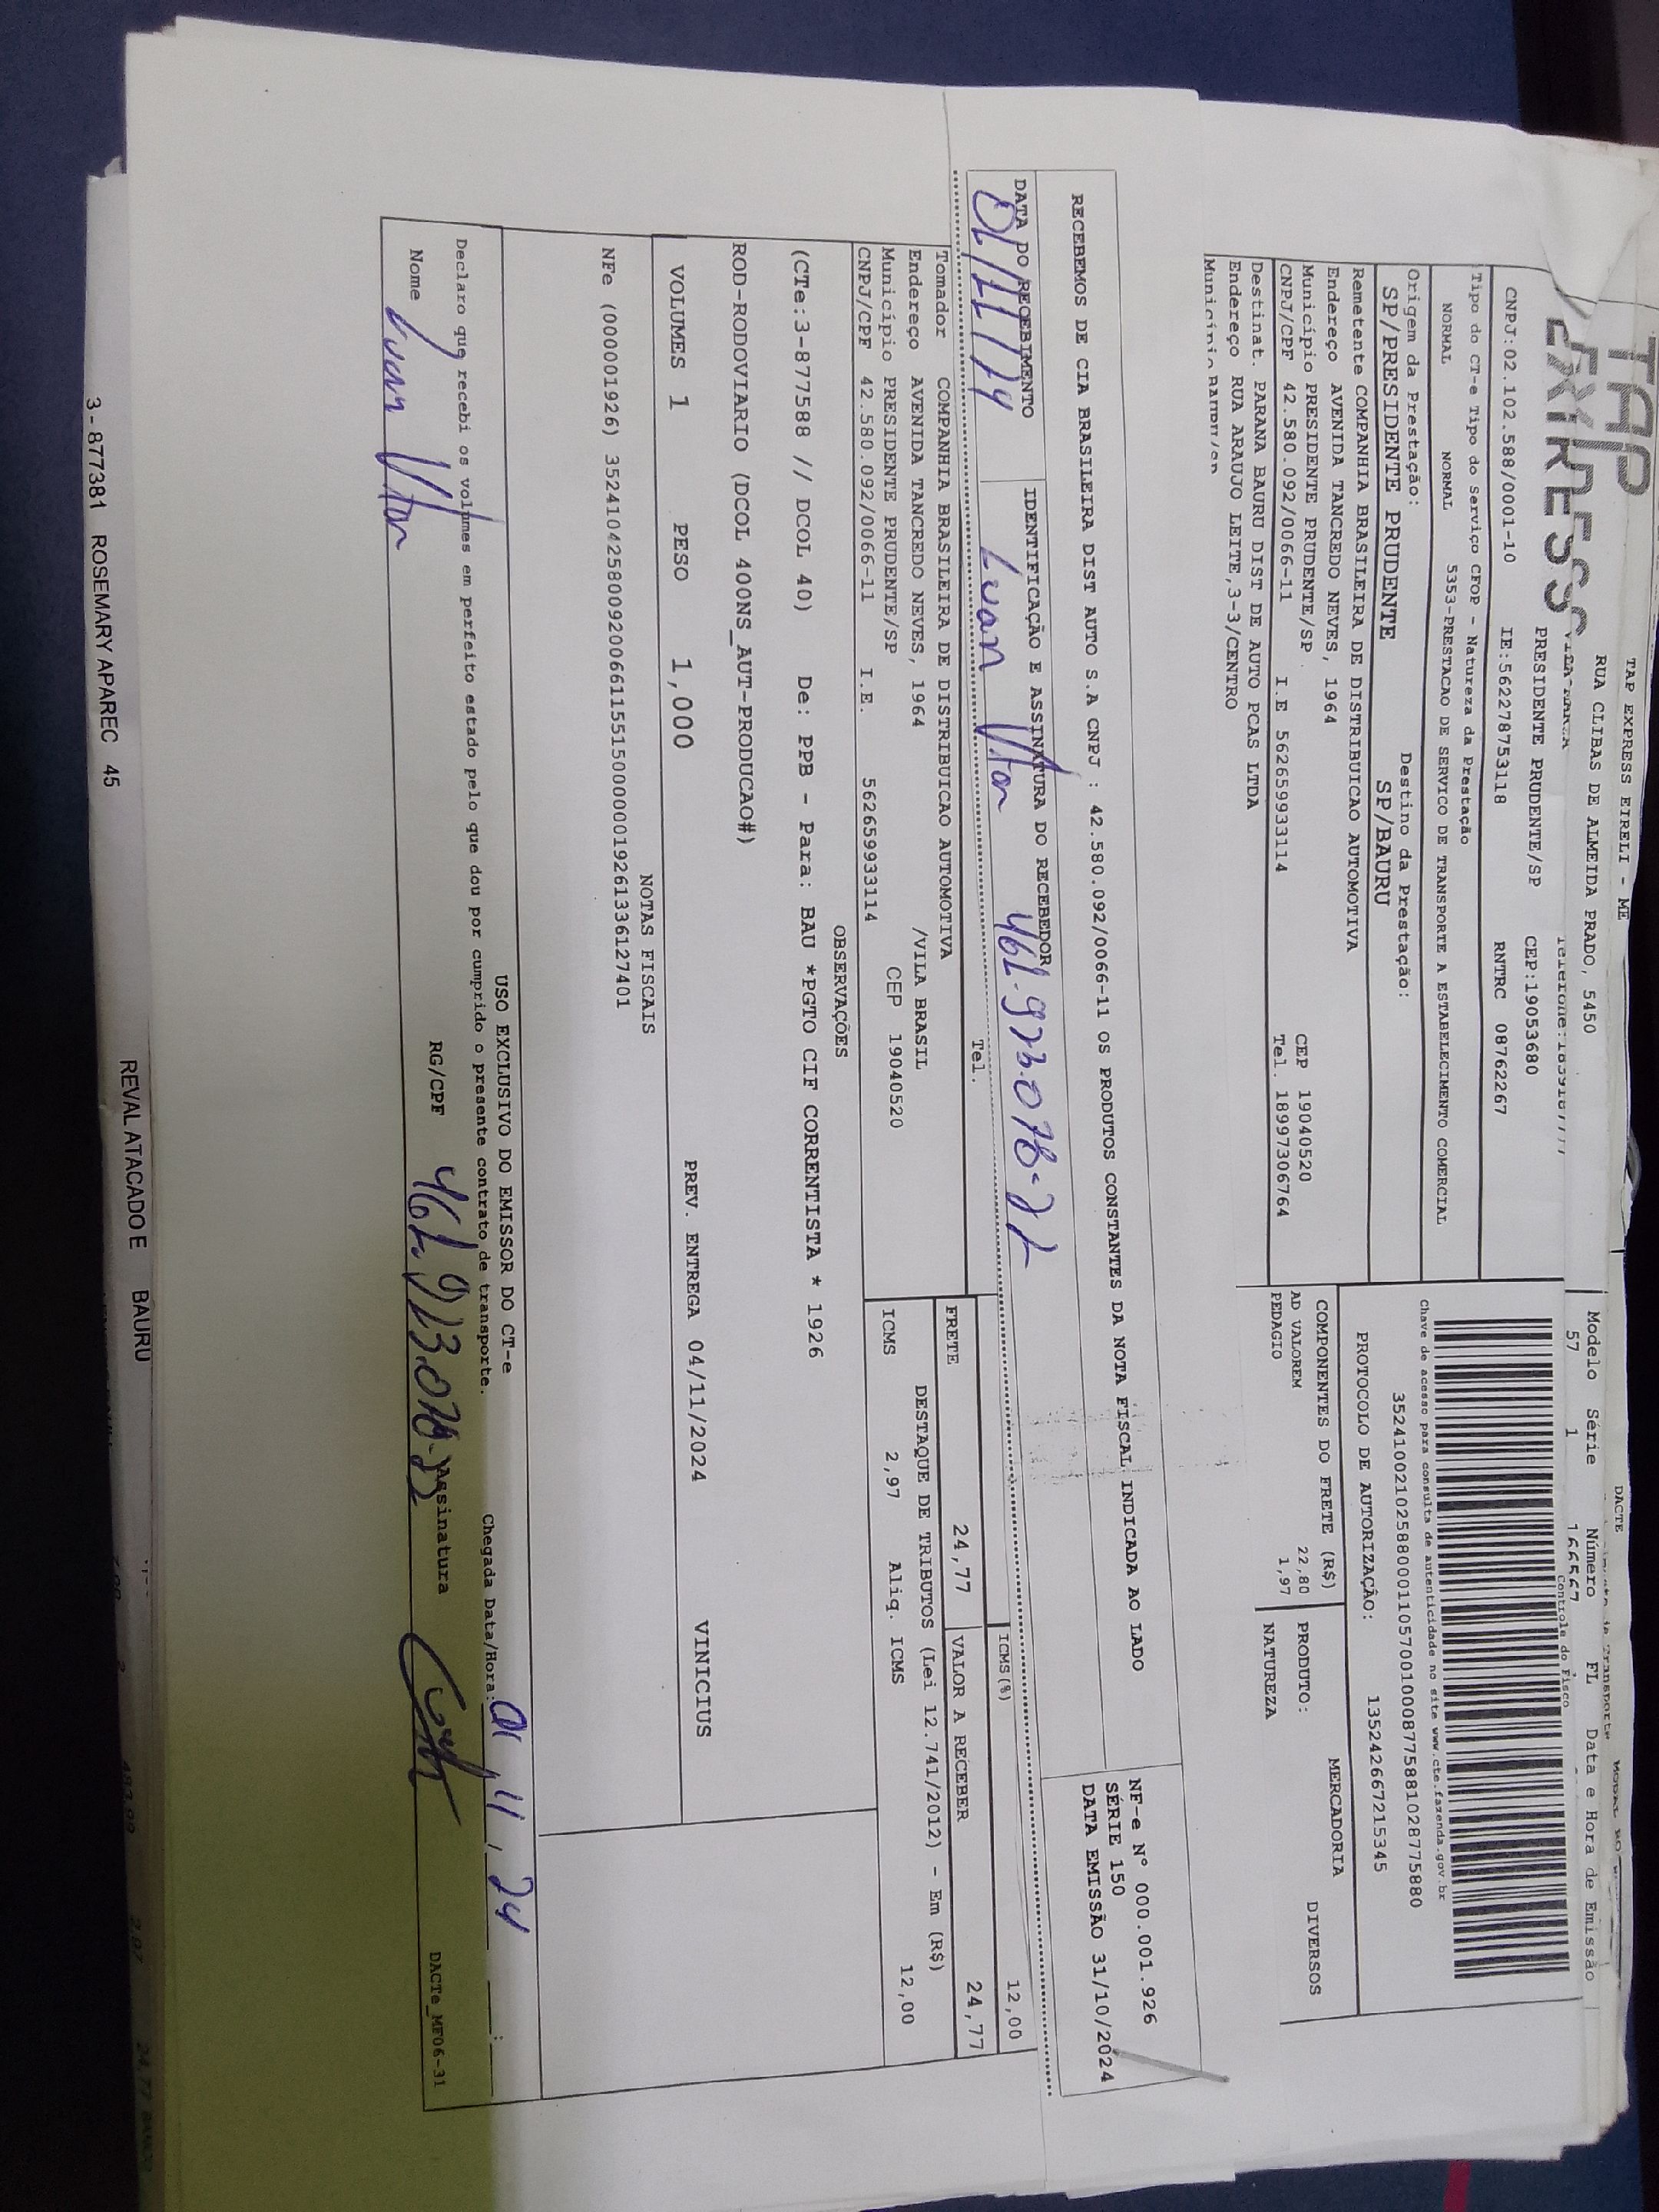 TAP EXPRESS
TAP EXPRESS EIRELI - ME
RUA CLIBAS DE ALMEIDA PRADO, 5450
PRESIDENTE PRUDENTE/SP CEP:19053680
CNPJ:02.102.588/0001-10 IE:562278753118 RNTRC 08762267
DACTE
Modelo Série Número FL Data e Hora de Emissão
57 1
Controle do Fisco
Chave de acesso para consulta de autenticidade no site www.cte.fazenda.gov.br
35241002102588000110570010008775881028775880
PROTOCOLO DE AUTORIZAÇÃO: 135242667215345
Tipo do CT-e Tipo do Serviço CFOP - Natureza da Prestação
NORMAL NORMAL 5353-PRESTACAO DE SERVICO DE TRANSPORTE A ESTABELECIMENTO COMERCIAL
Origem da Prestação: Destino da Prestação:
SP/PRESIDENTE PRUDENTE SP/BAURU
Remetente COMPANHIA BRASILEIRA DE DISTRIBUICAO AUTOMOTIVA
Endereço AVENIDA TANCREDO NEVES, 1964
Município PRESIDENTE PRUDENTE/SP CEP 19040520
CNPJ/CPF 42.580.092/0066-11 I.E 562659933114 Tel. 18997306764
Destinat. PARANA BAURU DIST DE AUTO PCAS LTDA
Endereço RUA ARAUJO LEITE,3-3/CENTRO
COMPONENTES DO FRETE (R$)
AD VALOREM 22,80
PEDAGIO 1,97
MERCADORIA
PRODUTO: DIVERSOS
NATUREZA
RECEBEMOS DE CIA BRASILEIRA DIST AUTO S.A CNPJ : 42.580.092/0066-11 OS PRODUTOS CONSTANTES DA NOTA FISCAL INDICADA AO LADO
NF-e N° 000.001.926
SÉRIE 150
DATA EMISSÃO 31/10/2024
DATA DO RECEBIMENTO IDENTIFICAÇÃO E ASSINATURA DO RECEBEDOR
01/11/24 Luan Vitor
Tel.
ICMS(%) 12,00
Tomador COMPANHIA BRASILEIRA DE DISTRIBUICAO AUTOMOTIVA
Endereço AVENIDA TANCREDO NEVES, 1964 /VILA BRASIL
Município PRESIDENTE PRUDENTE/SP CEP 19040520
CNPJ/CPF 42.580.092/0066-11 I.E. 562659933114
FRETE 24,77 VALOR A RECEBER 24,77
DESTAQUE DE TRIBUTOS (Lei 12.741/2012) - Em (R$)
ICMS 2,97 Aliq. ICMS 12,00
OBSERVAÇÕES
(CTe:3-877588 // DCOL 40) De: PPB - Para: BAU *PGTO CIF CORRENTISTA * 1926
ROD-RODOVIARIO (DCOL 400NS_AUT-PRODUCAO#)
VOLUMES 1 PESO 1,000 PREV. ENTREGA 04/11/2024 VINICIUS
NOTAS FISCAIS
NFe (000001926) 35241042580092006611551500000019261336127401
USO EXCLUSIVO DO EMISSOR DO CT-e
Declaro que recebi os volumes em perfeito estado pelo que dou por cumprido o presente contrato de transporte. Chegada Data/Hora: 01,11,24
Nome Luan Vitor RG/CPF Assinatura DACTe_MF06-31
3 - 877381 ROSEMARY APAREC 45 REVAL ATACADO E BAURU